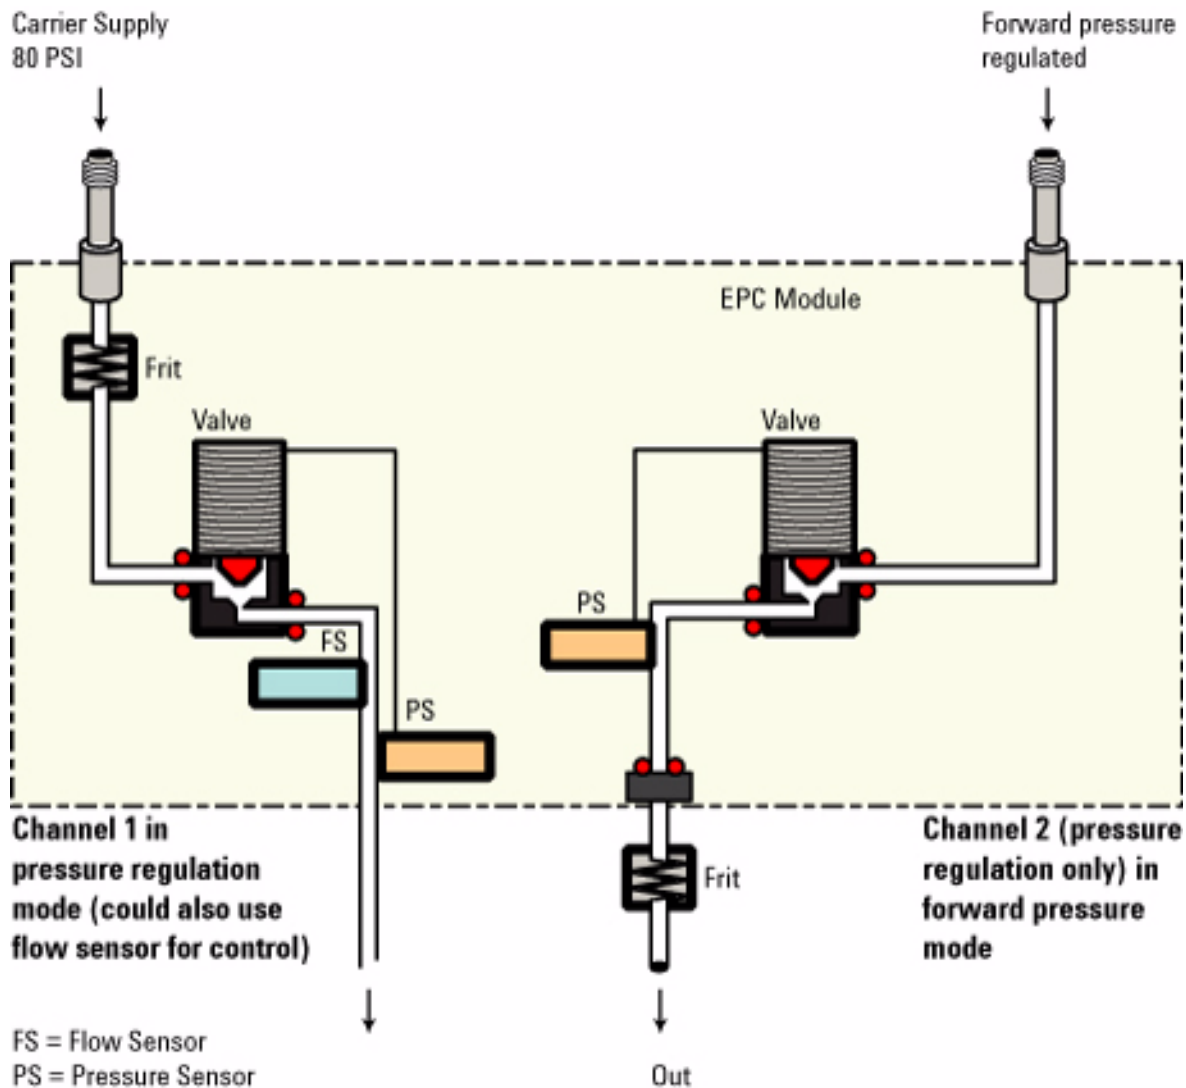 Carrier Supply
80 PSI
Forward pressure
regulated
EPC Module
Frit
Valve
Valve
PS
FS
PS
Channel 1 in
pressure regulation
mode (could also use
flow sensor for control)
Channel 2 (pressure
regulation only) in
forward pressure
mode
Frit
FS = Flow Sensor
PS = Pressure Sensor
Out